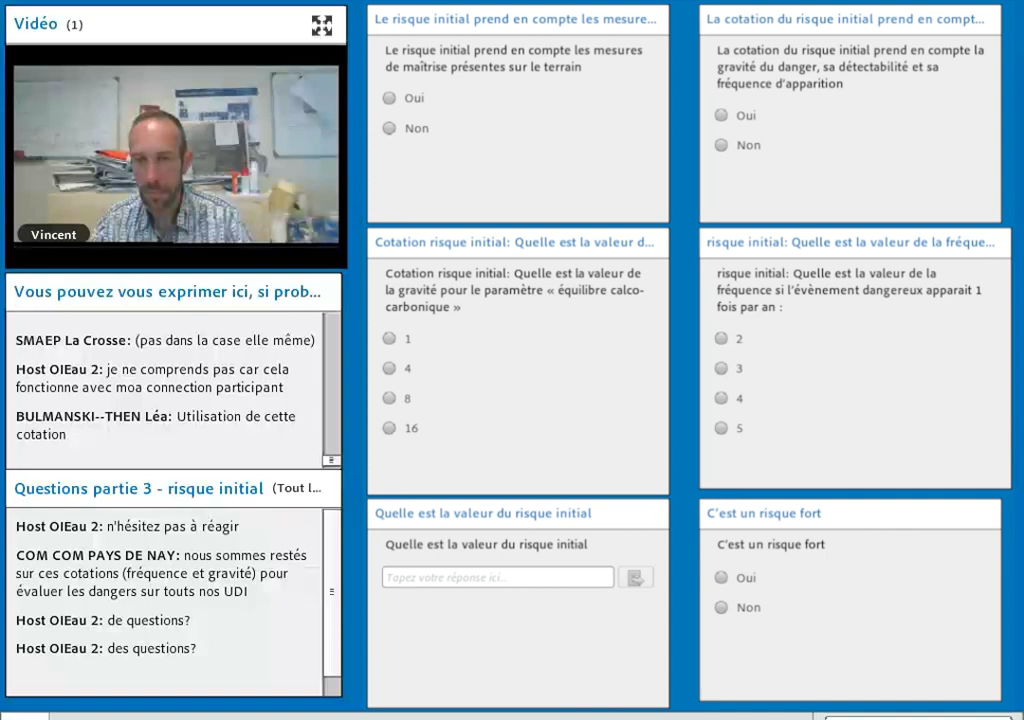 Vidéo (1)
Vincent
Vous pouvez vous exprimer ici, si prob...
SMAEP La Crosse: (pas dans la case elle même)
Host OIEau 2: je ne comprends pas car cela
fonctionne avec moa connection participant
BULMANSKI--THEN Léa: Utilisation de cette
cotation
Questions partie 3 - risque initial (Tout l...
Host OIEau 2: n'hésitez pas à réagir
COM COM PAYS DE NAY: nous sommes restés
sur ces cotations (fréquence et gravité) pour
évaluer les dangers sur touts nos UDI
Host OIEau 2: de questions?
Host OIEau 2: des questions?
Le risque initial prend en compte les mesure...
Le risque initial prend en compte les mesures
de maîtrise présentes sur le terrain
Oui
Non
La cotation du risque initial prend en compt...
La cotation du risque initial prend en compte la
gravité du danger, sa détectabilité et sa
fréquence d'apparition
Oui
Non
Cotation risque initial: Quelle est la valeur d...
Cotation risque initial: Quelle est la valeur de
la gravité pour le paramètre « équilibre calco-
carbonique »
1
4
8
16
risque initial: Quelle est la valeur de la fréque...
risque initial: Quelle est la valeur de la
fréquence si l'évènement dangereux apparait 1
fois par an :
2
3
4
5
Quelle est la valeur du risque initial
Quelle est la valeur du risque initial
Tapez votre réponse ici...
C'est un risque fort
C'est un risque fort
Oui
Non